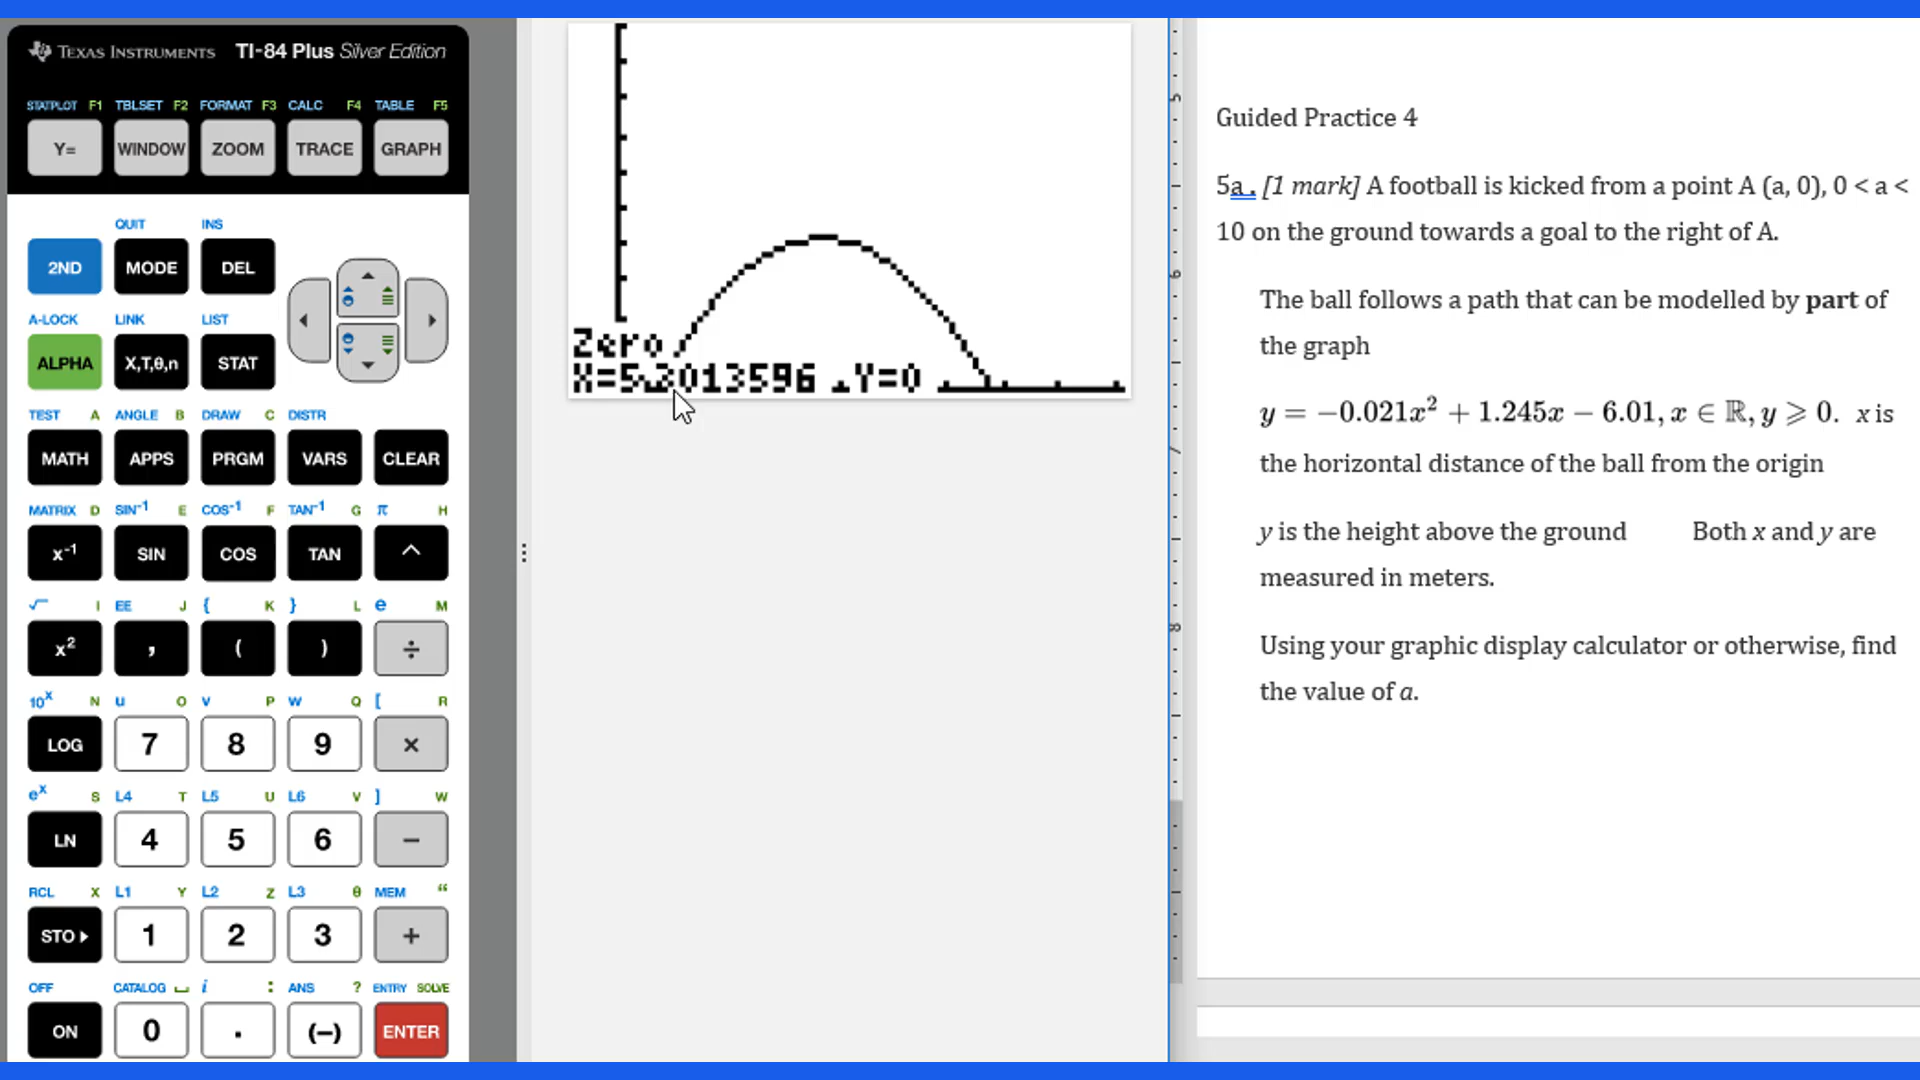 TEXAS INSTRUMENTS TI-84 Plus Silver Edition
STATPLOT F1 TBLSET F2 FORMAT F3 CALC F4 TABLE F5
Y= WINDOW ZOOM TRACE GRAPH
QUIT INS
2ND MODE DEL
A-LOCK LINK LIST
ALPHA X,T,θ,n STAT
TEST A ANGLE B DRAW C DISTR
MATH APPS PRGM VARS CLEAR
MATRIX D SIN⁻¹ E COS⁻¹ F TAN⁻¹ G π H
x⁻¹ SIN COS TAN ^
√ I EE J { K } L e M
x² , ( ) ÷
10ˣ N u O v P w Q [ R
LOG 7 8 9 ×
eˣ S L4 T L5 U L6 V ] W
LN 4 5 6 −
RCL X L1 Y L2 Z L3 θ MEM “
STO▸ 1 2 3 +
OFF CATALOG ⎵ i : ANS ? ENTRY SOLVE
ON 0 . (−) ENTER
Zero
X=5.3013596 Y=0
5
6
7
8
Guided Practice 4
5a. [1 mark] A football is kicked from a point A (a, 0), 0 < a <
10 on the ground towards a goal to the right of A.
The ball follows a path that can be modelled by part of
the graph
y = −0.021x² + 1.245x − 6.01, x ∈ ℝ, y ⩾ 0. x is
the horizontal distance of the ball from the origin
y is the height above the ground Both x and y are
measured in meters.
Using your graphic display calculator or otherwise, find
the value of a.